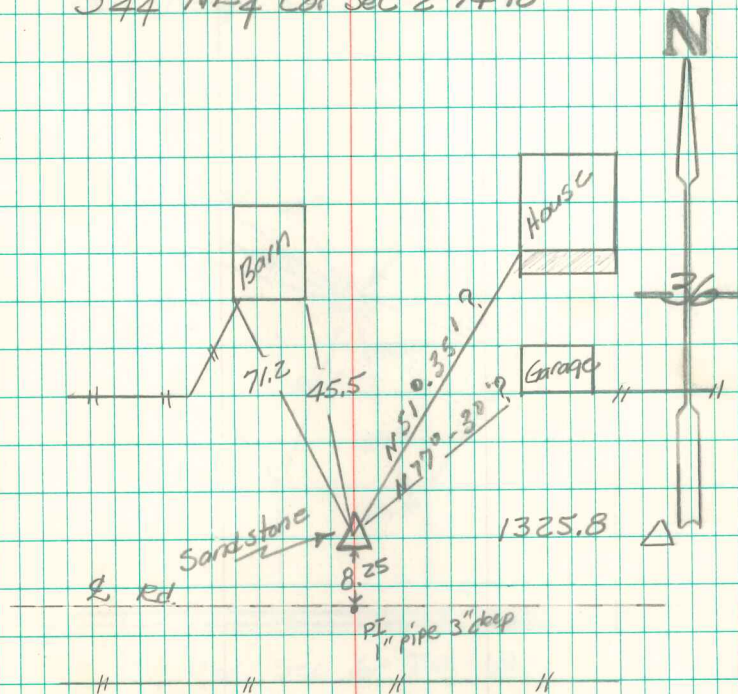 N
House
Barn
36
71.2 45.5
N 51°-35'?
Garage
N 77°-30'?
Sandstone
1325.8
8.25
℄ Rd.
PI
1" pipe 3" deep